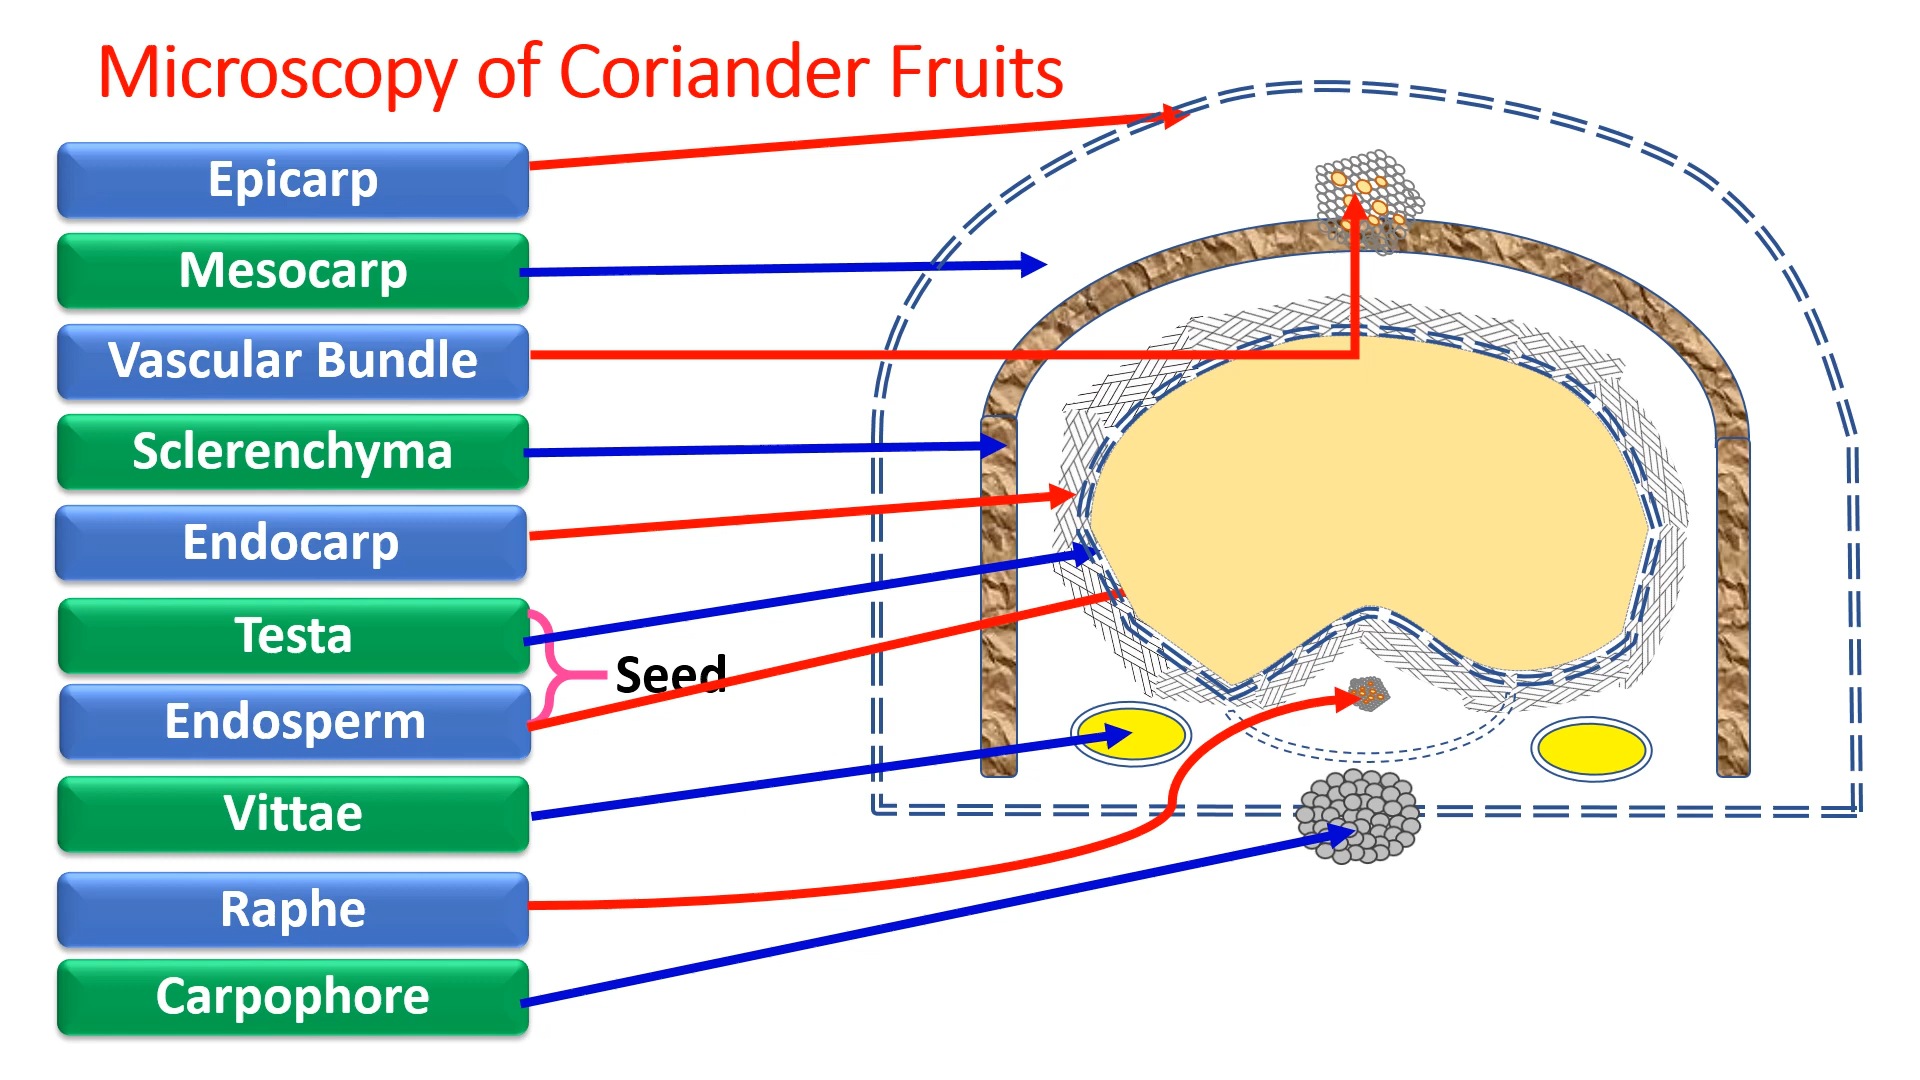 Microscopy of Coriander Fruits
Epicarp
Mesocarp
Vascular Bundle
Sclerenchyma
Endocarp
Testa
Seed
Endosperm
Vittae
Raphe
Carpophore